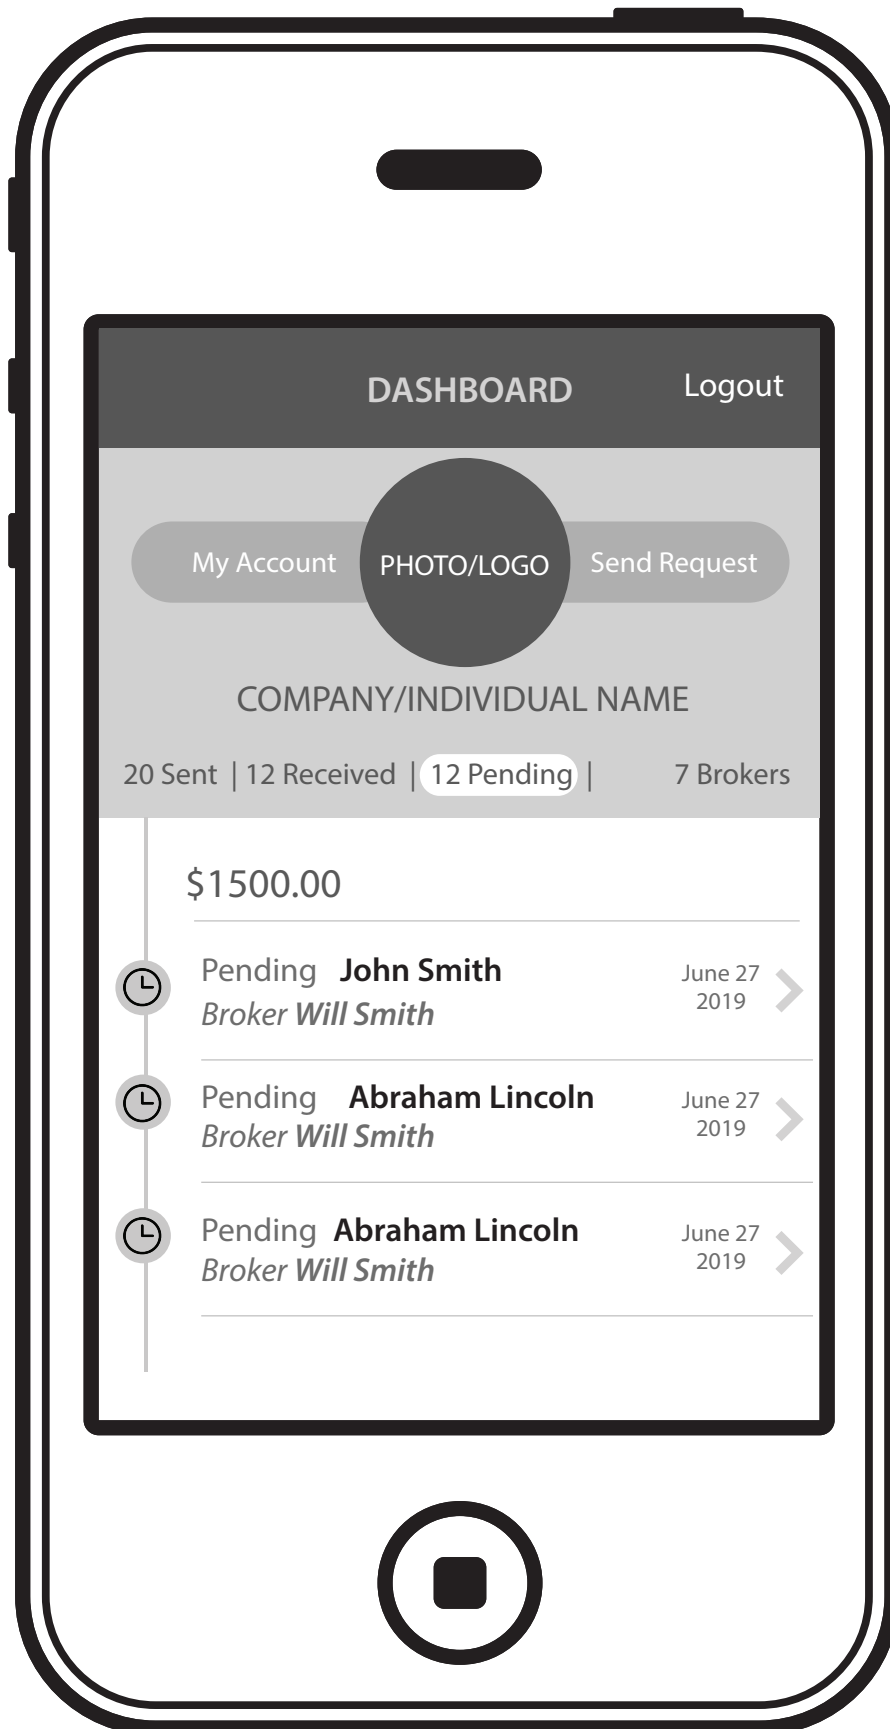 DASHBOARD Logout
My Account PHOTO/LOGO Send Request
COMPANY/INDIVIDUAL NAME
20 Sent | 12 Received | 12 Pending | 7 Brokers
$1500.00
Pending John Smith
Broker Will Smith
June 27
2019
Pending Abraham Lincoln
Broker Will Smith
June 27
2019
Pending Abraham Lincoln
Broker Will Smith
June 27
2019